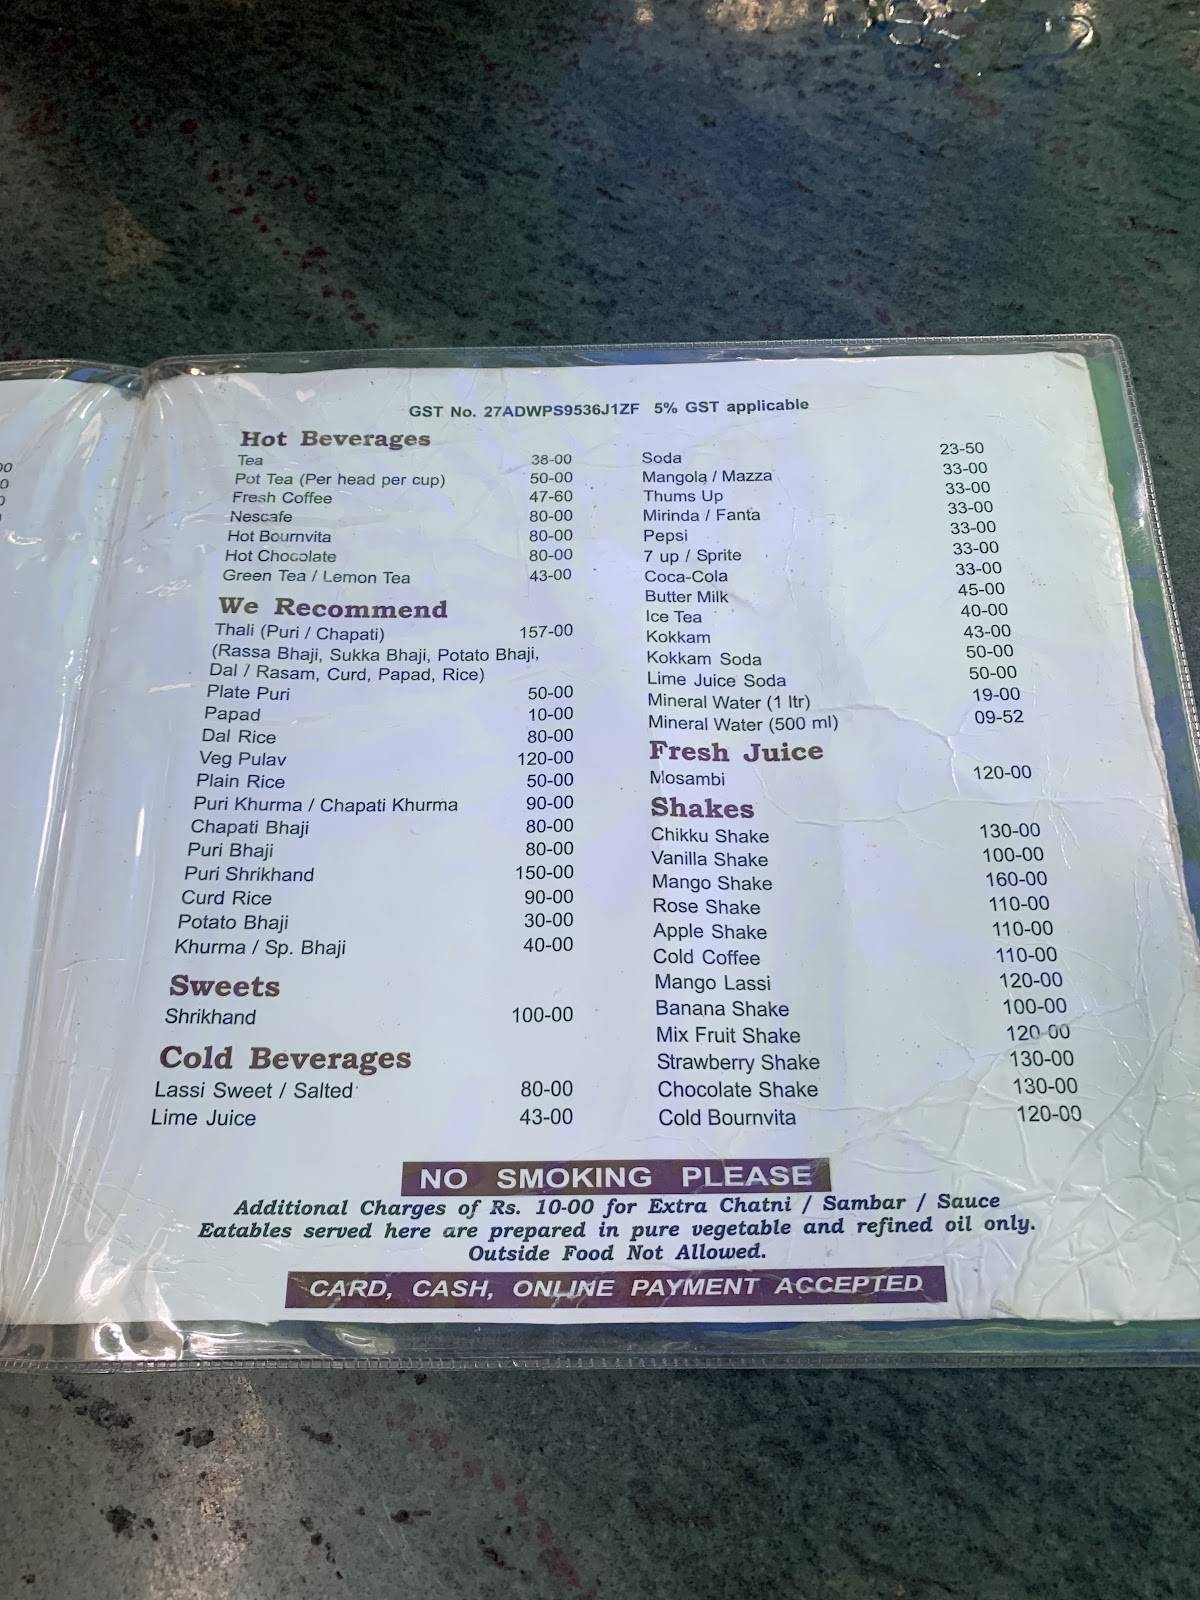 GST No. 27ADWPS9536J1ZF 5% GST applicable
Hot Beverages
Tea 38-00
Pot Tea (Per head per cup) 50-00
Fresh Coffee 47-60
Nescafe 80-00
Hot Bournvita 80-00
Hot Chocolate 80-00
Green Tea / Lemon Tea 43-00
We Recommend
Thali (Puri / Chapati) 157-00
(Rassa Bhaji, Sukka Bhaji, Potato Bhaji,
Dal / Rasam, Curd, Papad, Rice)
Plate Puri 50-00
Papad 10-00
Dal Rice 80-00
Veg Pulav 120-00
Plain Rice 50-00
Puri Khurma / Chapati Khurma 90-00
Chapati Bhaji 80-00
Puri Bhaji 80-00
Puri Shrikhand 150-00
Curd Rice 90-00
Potato Bhaji 30-00
Khurma / Sp. Bhaji 40-00
Sweets
Shrikhand 100-00
Cold Beverages
Lassi Sweet / Salted 80-00
Lime Juice 43-00
Soda 23-50
Mangola / Mazza 33-00
Thums Up 33-00
Mirinda / Fanta 33-00
Pepsi 33-00
7 up / Sprite 33-00
Coca-Cola 33-00
Butter Milk 45-00
Ice Tea 40-00
Kokkam 43-00
Kokkam Soda 50-00
Lime Juice Soda 50-00
Mineral Water (1 ltr) 19-00
Mineral Water (500 ml) 09-52
Fresh Juice
Mosambi 120-00
Shakes
Chikku Shake 130-00
Vanilla Shake 100-00
Mango Shake 160-00
Rose Shake 110-00
Apple Shake 110-00
Cold Coffee 110-00
Mango Lassi 120-00
Banana Shake 100-00
Mix Fruit Shake 120-00
Strawberry Shake 130-00
Chocolate Shake 130-00
Cold Bournvita 120-00
NO SMOKING PLEASE
Additional Charges of Rs. 10-00 for Extra Chatni / Sambar / Sauce
Eatables served here are prepared in pure vegetable and refined oil only.
Outside Food Not Allowed.
CARD, CASH, ONLINE PAYMENT ACCEPTED